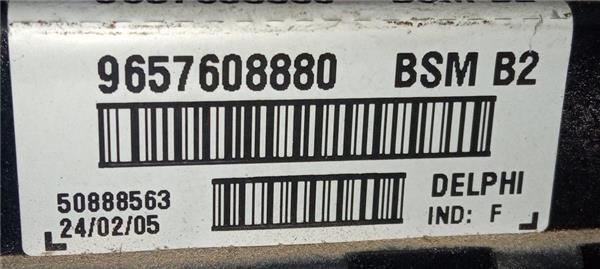 9657608880 BSM B2
50888563 DELPHI
24/02/05 IND: F